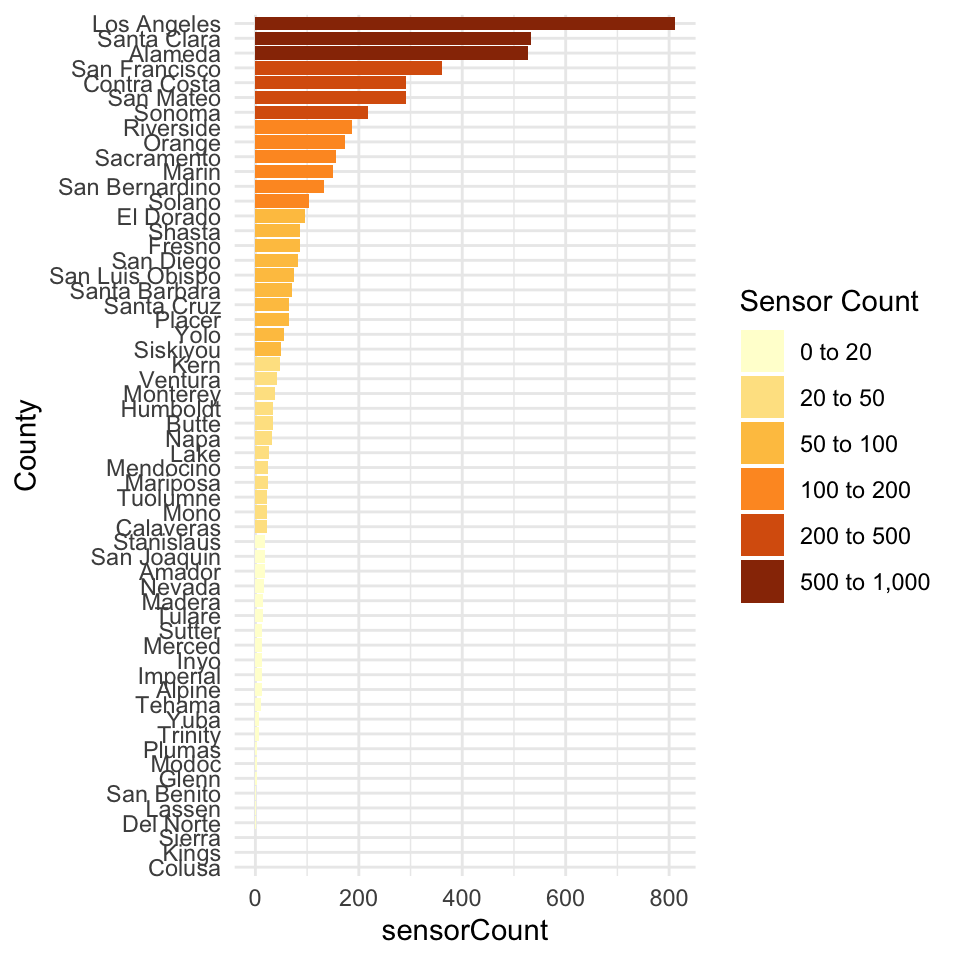 Los Angeles
Santa Clara
Alameda
San Francisco
Contra Costa
San Mateo
Sonoma
Riverside
Orange
Sacramento
Marin
San Bernardino
Solano
El Dorado
Shasta
Fresno
San Diego
San Luis Obispo
Santa Barbara
Santa Cruz
Placer
Yolo
Siskiyou
Kern
Ventura
Monterey
Humboldt
Butte
Napa
Lake
Mendocino
Mariposa
Tuolumne
Mono
Calaveras
Stanislaus
San Joaquin
Amador
Nevada
Madera
Tulare
Sutter
Merced
Inyo
Imperial
Alpine
Tehama
Yuba
Trinity
Plumas
Modoc
Glenn
San Benito
Lassen
Del Norte
Sierra
Kings
Colusa
County
0 200 400 600 800
sensorCount
Sensor Count
0 to 20
20 to 50
50 to 100
100 to 200
200 to 500
500 to 1,000